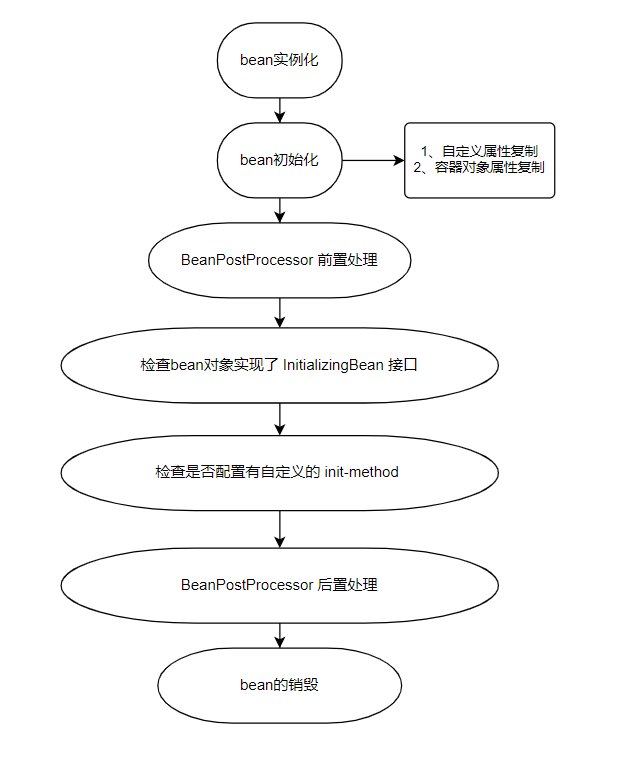 bean实例化
bean初始化
1、自定义属性复制
2、容器对象属性复制
BeanPostProcessor 前置处理
检查bean对象实现了 InitializingBean 接口
检查是否配置有自定义的 init-method
BeanPostProcessor 后置处理
bean的销毁